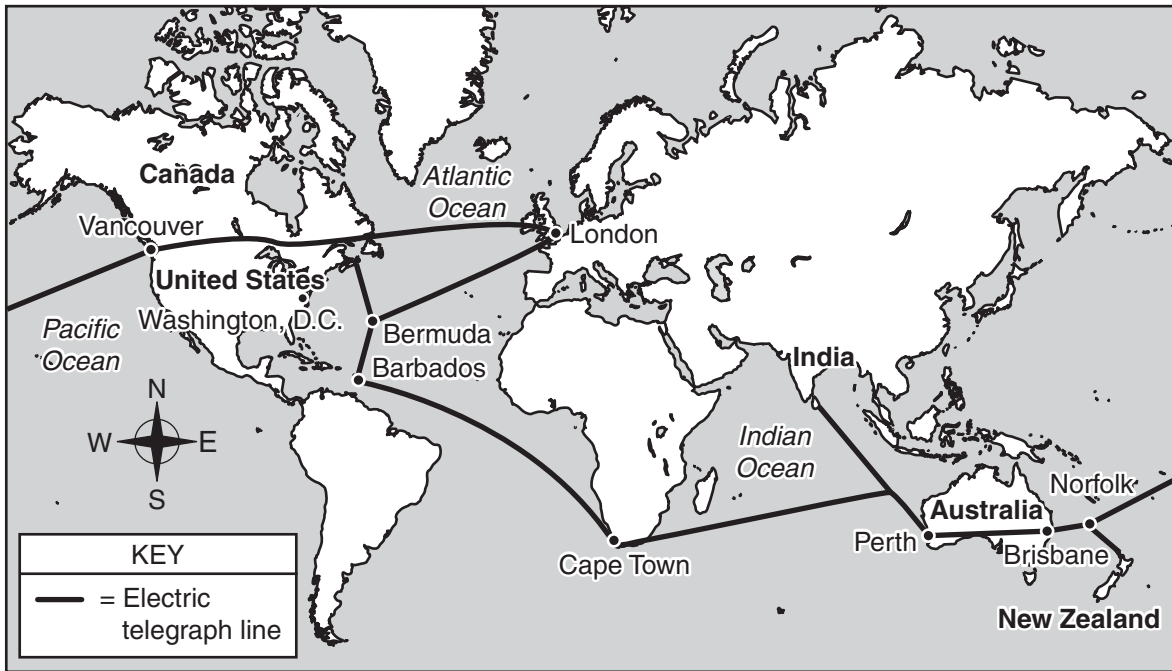 Cañâda
Atlantic
Ocean
Vancouver
London
United States
Washington, D.C.
Pacific
Ocean
Bermuda
Barbados
India
N
W E
S
Indian
Ocean
Norfolk
Australia
Perth
Brisbane
Cape Town
New Zealand
KEY
= Electric
telegraph line